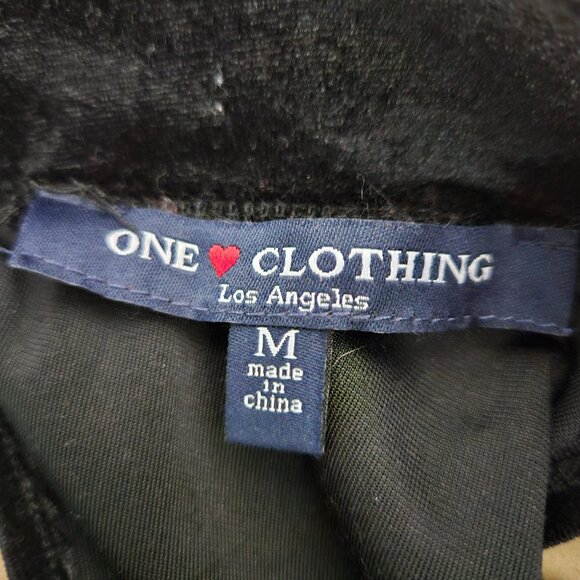 ONE ♥ CLOTHING
Los Angeles
M
made
in
china